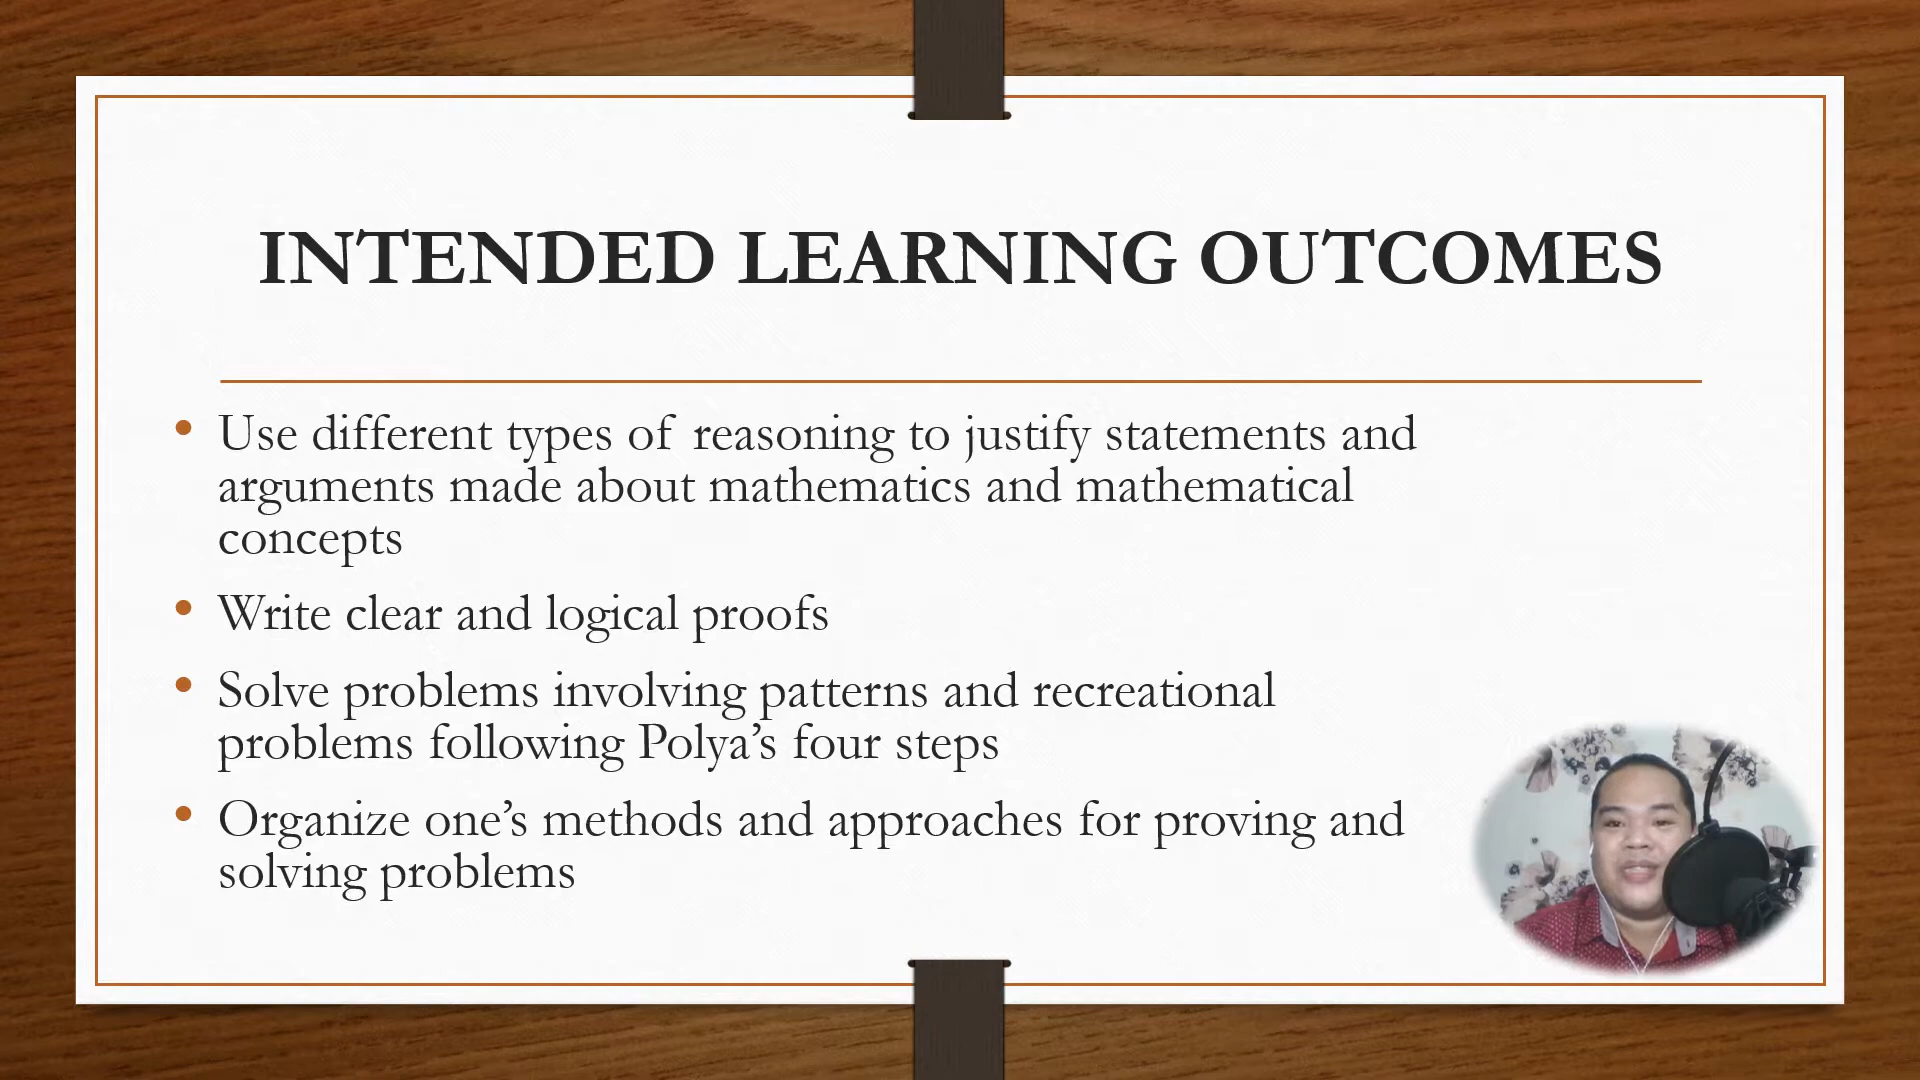 INTENDED LEARNING OUTCOMES
• Use different types of reasoning to justify statements and
arguments made about mathematics and mathematical
concepts
• Write clear and logical proofs
• Solve problems involving patterns and recreational
problems following Polya’s four steps
• Organize one’s methods and approaches for proving and
solving problems